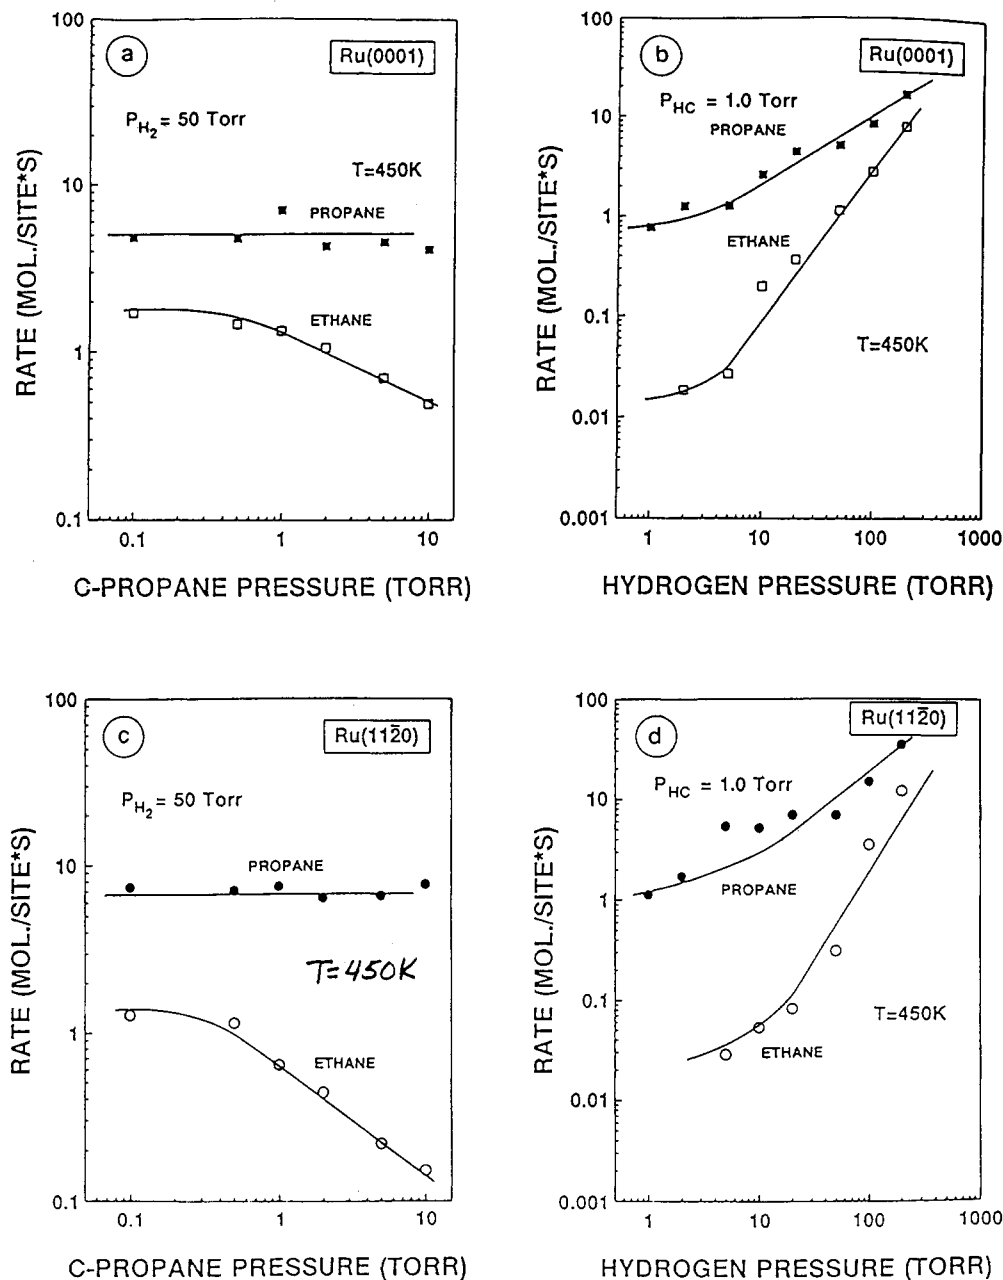 100
10
1
0.1
a
Ru(0001)
P_H2 = 50 Torr
T=450K
PROPANE
ETHANE
RATE (MOL./SITE*S)
0.1
1
10
C-PROPANE PRESSURE (TORR)
100
10
1
0.1
0.01
0.001
b
Ru(0001)
P_HC = 1.0 Torr
PROPANE
ETHANE
T=450K
RATE (MOL./SITE*S)
1
10
100
1000
HYDROGEN PRESSURE (TORR)
100
10
1
0.1
c
Ru(112̅0)
P_H2 = 50 Torr
PROPANE
T=450K
ETHANE
RATE (MOL./SITE*S)
0.1
1
10
C-PROPANE PRESSURE (TORR)
100
10
1
0.1
0.01
0.001
d
Ru(112̅0)
P_HC = 1.0 Torr
PROPANE
T=450K
ETHANE
RATE (MOL./SITE*S)
1
10
100
1000
HYDROGEN PRESSURE (TORR)